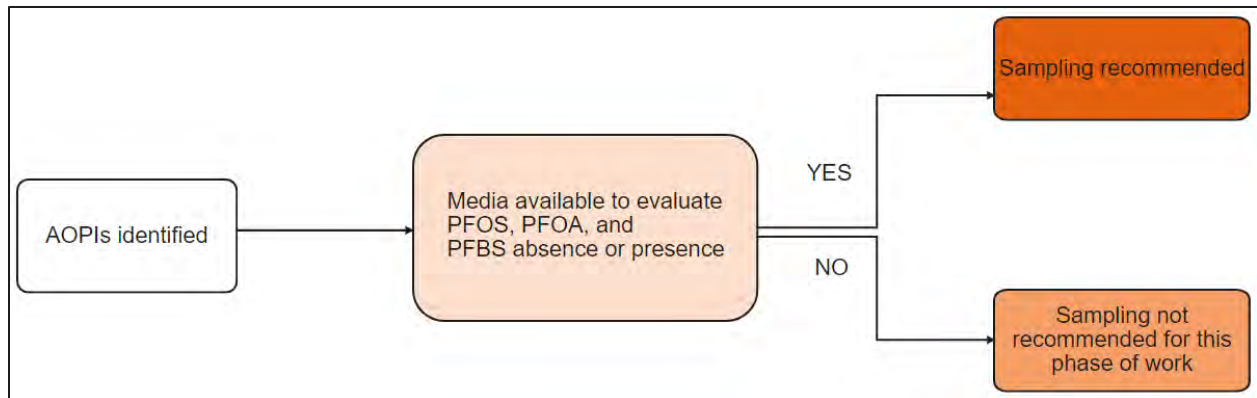 AOPIs identified
Media available to evaluate
PFOS, PFOA, and
PFBS absence or presence
YES
NO
Sampling recommended
Sampling not
recommended for this
phase of work